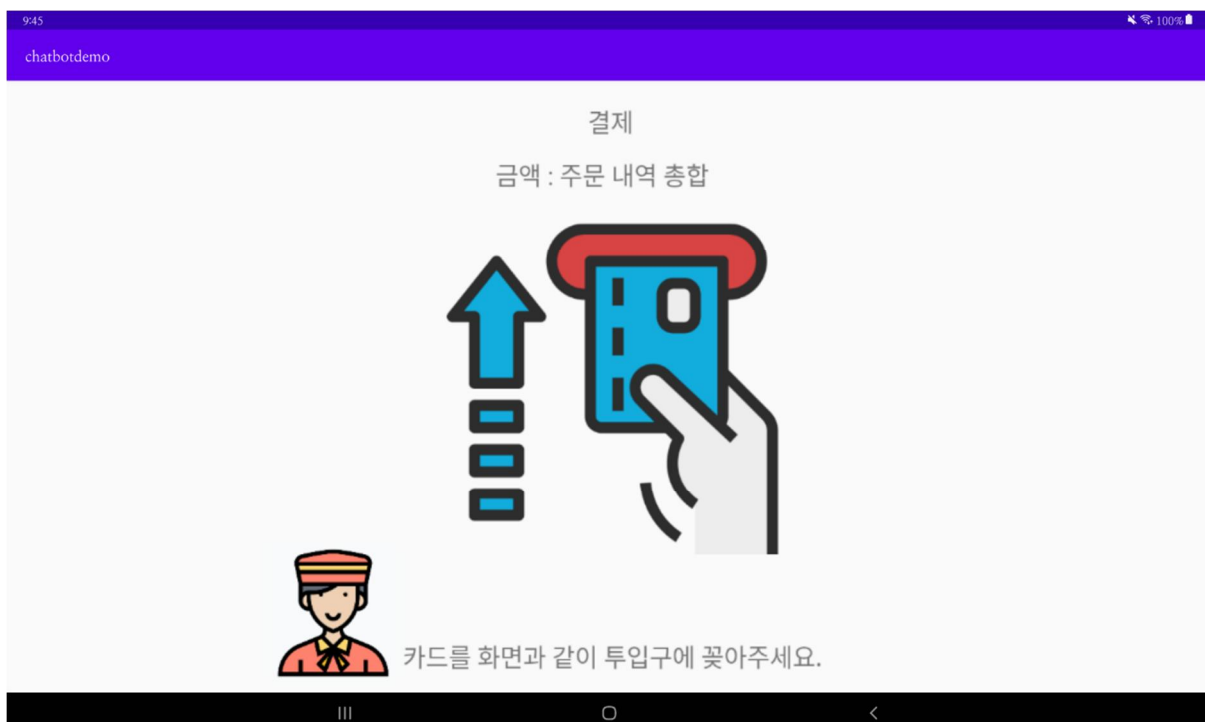 9:45
100%
chatbotdemo
결제
금액 : 주문 내역 총합
카드를 화면과 같이 투입구에 꽂아주세요.